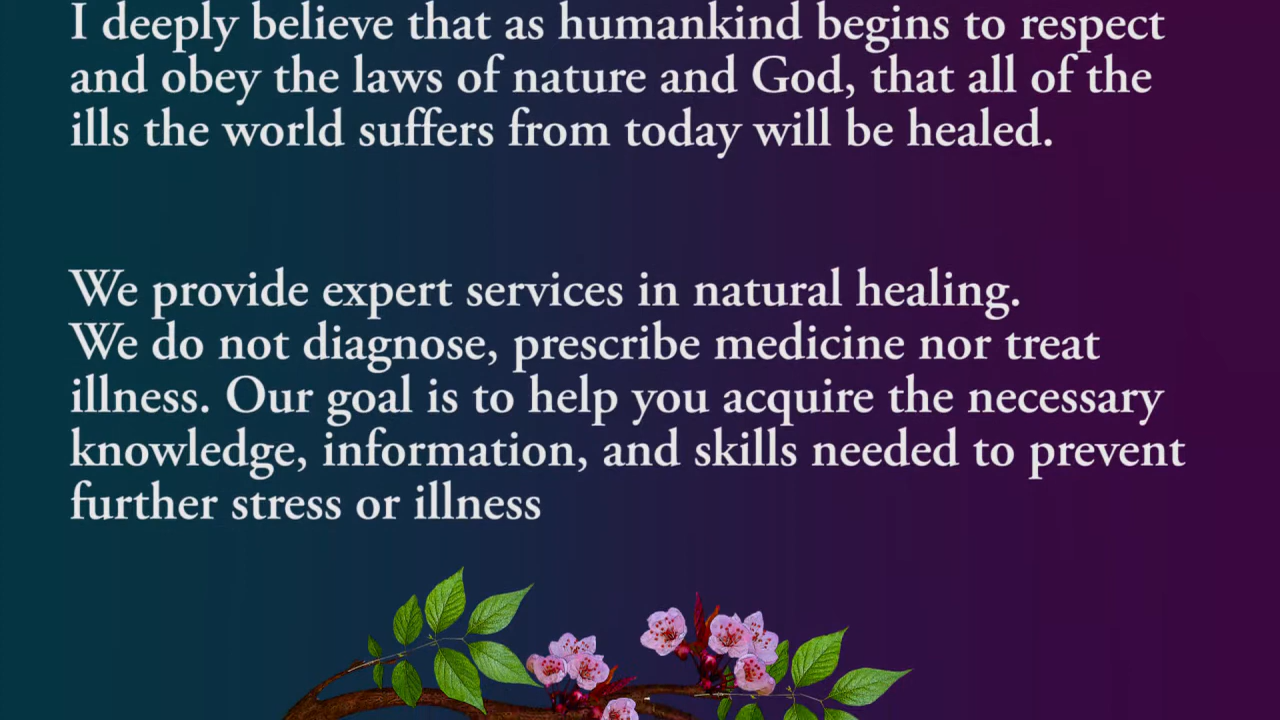 I deeply believe that as humankind begins to respect
and obey the laws of nature and God, that all of the
ills the world suffers from today will be healed.
We provide expert services in natural healing.
We do not diagnose, prescribe medicine nor treat
illness. Our goal is to help you acquire the necessary
knowledge, information, and skills needed to prevent
further stress or illness